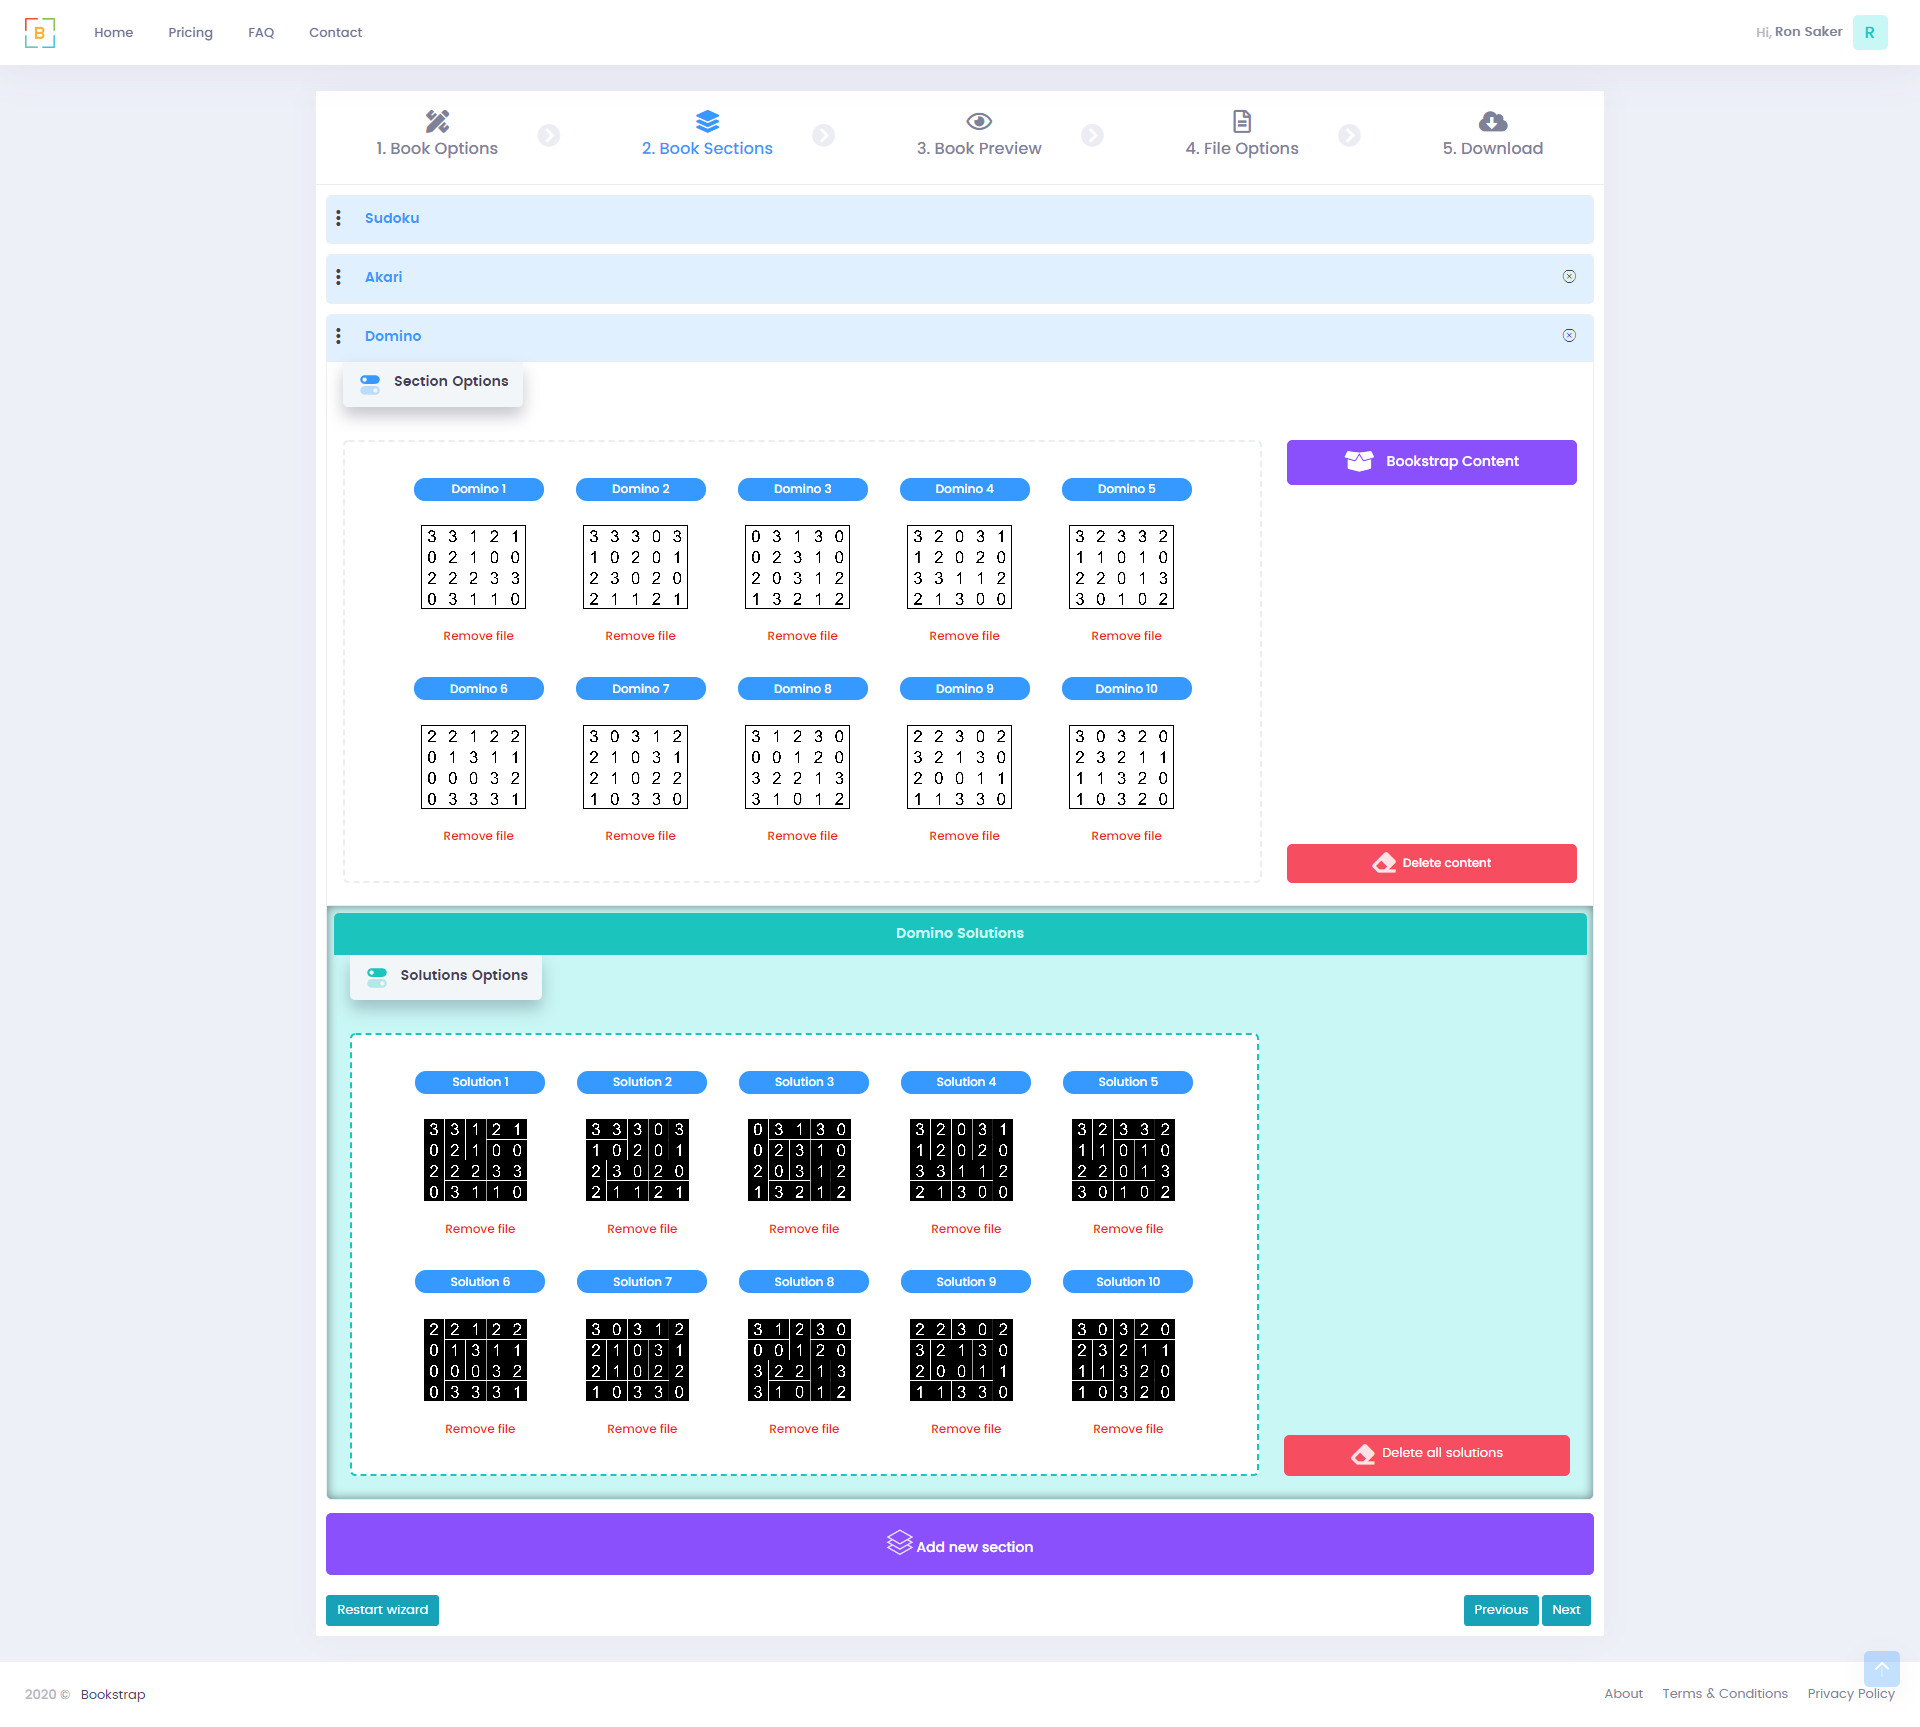 B Home Pricing FAQ Contact Hi, Ron Saker R
1. Book Options 2. Book Sections 3. Book Preview 4. File Options 5. Download
Sudoku
Akari
Domino
Section Options
Bookstrap Content
Domino 1 Domino 2 Domino 3 Domino 4 Domino 5
3 3 1 2 1 3 3 3 0 3 0 3 1 3 0 3 2 0 3 1 3 2 3 3 2
0 2 1 0 0 1 0 2 0 1 0 2 3 1 0 1 2 0 2 0 1 1 0 1 0
2 2 2 3 3 2 3 0 2 0 2 0 3 1 2 3 3 1 1 2 2 2 0 1 3
0 3 1 1 0 2 1 1 2 1 1 3 2 1 2 2 1 3 0 0 3 0 1 0 2
Remove file Remove file Remove file Remove file Remove file
Domino 6 Domino 7 Domino 8 Domino 9 Domino 10
2 2 1 2 2 3 0 3 1 2 3 1 2 3 0 2 2 3 0 2 3 0 3 2 0
0 1 3 1 1 2 1 0 3 1 0 0 1 2 0 3 2 1 3 0 2 3 2 1 1
0 0 0 3 2 2 1 0 2 2 3 2 2 1 3 2 0 0 1 1 1 1 3 2 0
0 3 3 3 1 1 0 3 3 0 3 1 0 1 2 1 1 3 3 0 1 0 3 2 0
Remove file Remove file Remove file Remove file Remove file
Delete content
Domino Solutions
Solutions Options
Solution 1 Solution 2 Solution 3 Solution 4 Solution 5
3 3 1 2 1 3 3 3 0 3 0 3 1 3 0 3 2 0 3 1 3 2 3 3 2
0 2 1 0 0 1 0 2 0 1 0 2 3 1 0 1 2 0 2 0 1 1 0 1 0
2 2 2 3 3 2 3 0 2 0 2 0 3 1 2 3 3 1 1 2 2 2 0 1 3
0 3 1 1 0 2 1 1 2 1 1 3 2 1 2 2 1 3 0 0 3 0 1 0 2
Remove file Remove file Remove file Remove file Remove file
Solution 6 Solution 7 Solution 8 Solution 9 Solution 10
2 2 1 2 2 3 0 3 1 2 3 1 2 3 0 2 2 3 0 2 3 0 3 2 0
0 1 3 1 1 2 1 0 3 1 0 0 1 2 0 3 2 1 3 0 2 3 2 1 1
0 0 0 3 2 2 1 0 2 2 3 2 2 1 3 2 0 0 1 1 1 1 3 2 0
0 3 3 3 1 1 0 3 3 0 3 1 0 1 2 1 1 3 3 0 1 0 3 2 0
Remove file Remove file Remove file Remove file Remove file
Delete all solutions
Add new section
Restart wizard Previous Next
2020 © Bookstrap About Terms & Conditions Privacy Policy